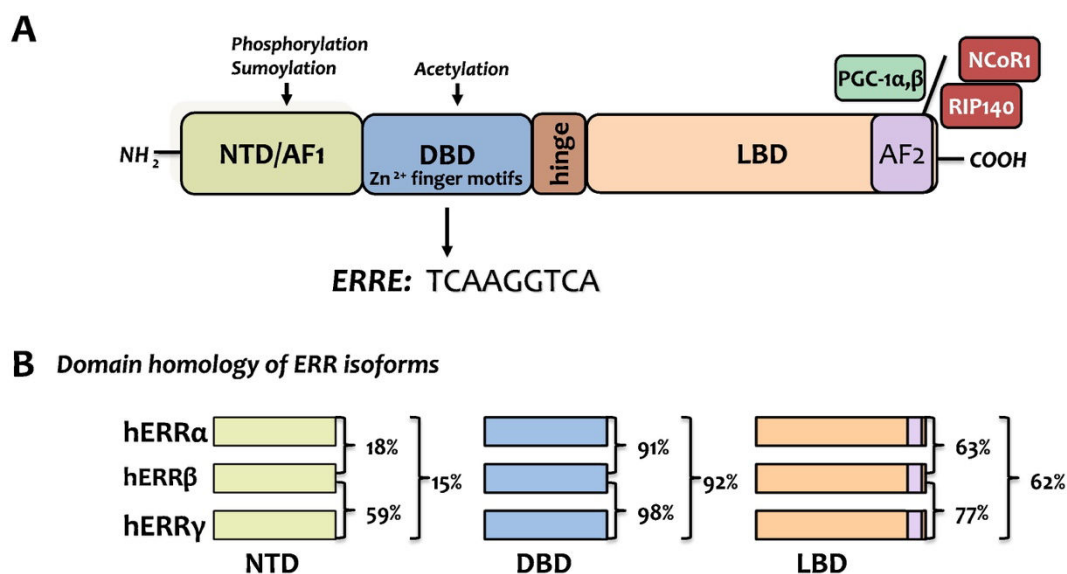 A
Phosphorylation
Sumoylation
Acetylation
PGC-1α,β
NCoR1
RIP140
NH2
NTD/AF1
DBD
Zn2+ finger motifs
hinge
LBD
AF2
COOH
ERRE: TCAAGGTCA
B Domain homology of ERR isoforms
hERRα
hERRβ
hERRγ
18%
59%
15%
NTD
91%
98%
92%
DBD
63%
77%
62%
LBD